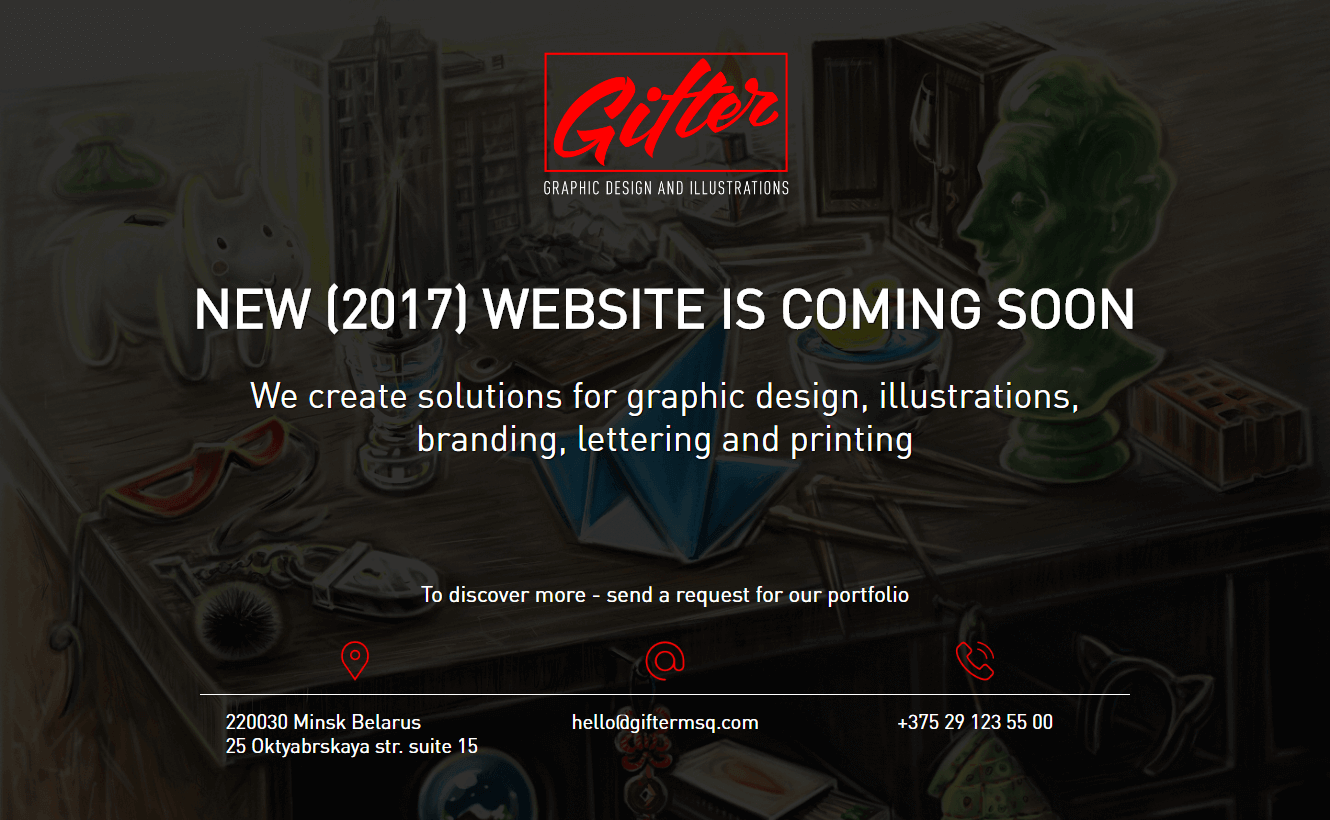 Gifter
GRAPHIC DESIGN AND ILLUSTRATIONS
NEW (2017) WEBSITE IS COMING SOON
We create solutions for graphic design, illustrations,
branding, lettering and printing
To discover more - send a request for our portfolio
220030 Minsk Belarus
25 Oktyabrskaya str. suite 15
hello@giftermsq.com
+375 29 123 55 00